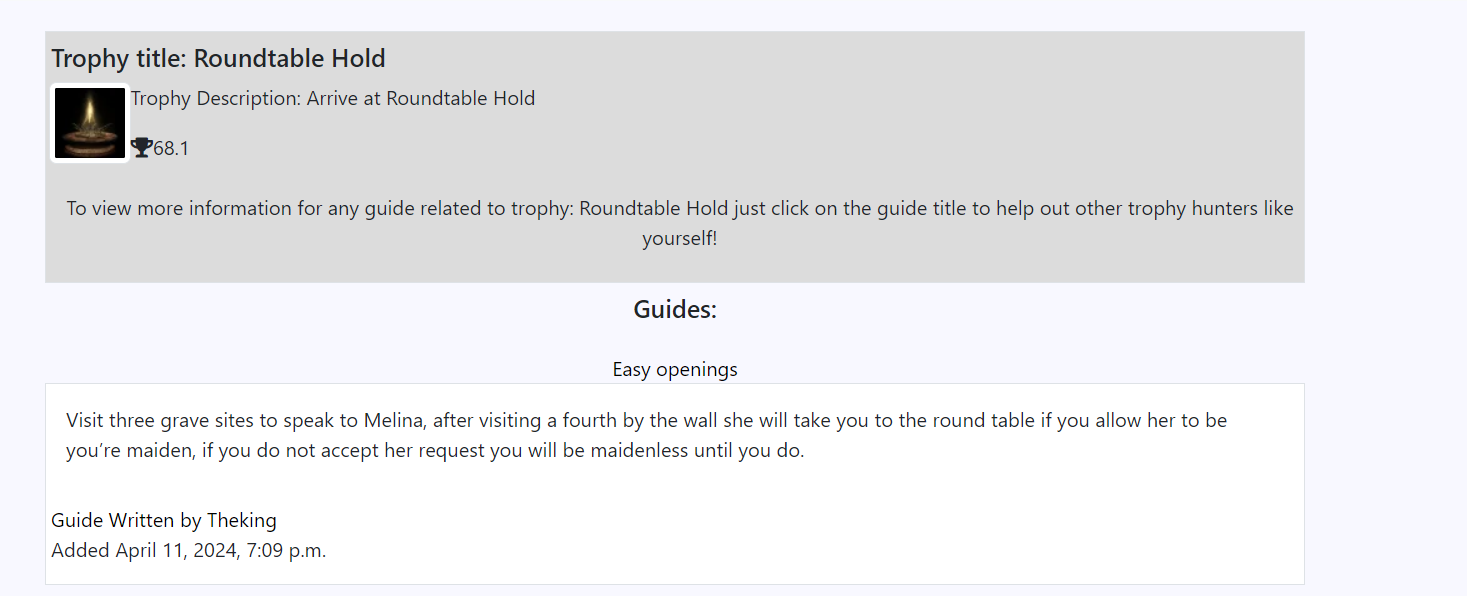 Trophy title: Roundtable Hold
Trophy Description: Arrive at Roundtable Hold
68.1
To view more information for any guide related to trophy: Roundtable Hold just click on the guide title to help out other trophy hunters like
yourself!
Guides:
Easy openings
Visit three grave sites to speak to Melina, after visiting a fourth by the wall she will take you to the round table if you allow her to be
you’re maiden, if you do not accept her request you will be maidenless until you do.
Guide Written by Theking
Added April 11, 2024, 7:09 p.m.